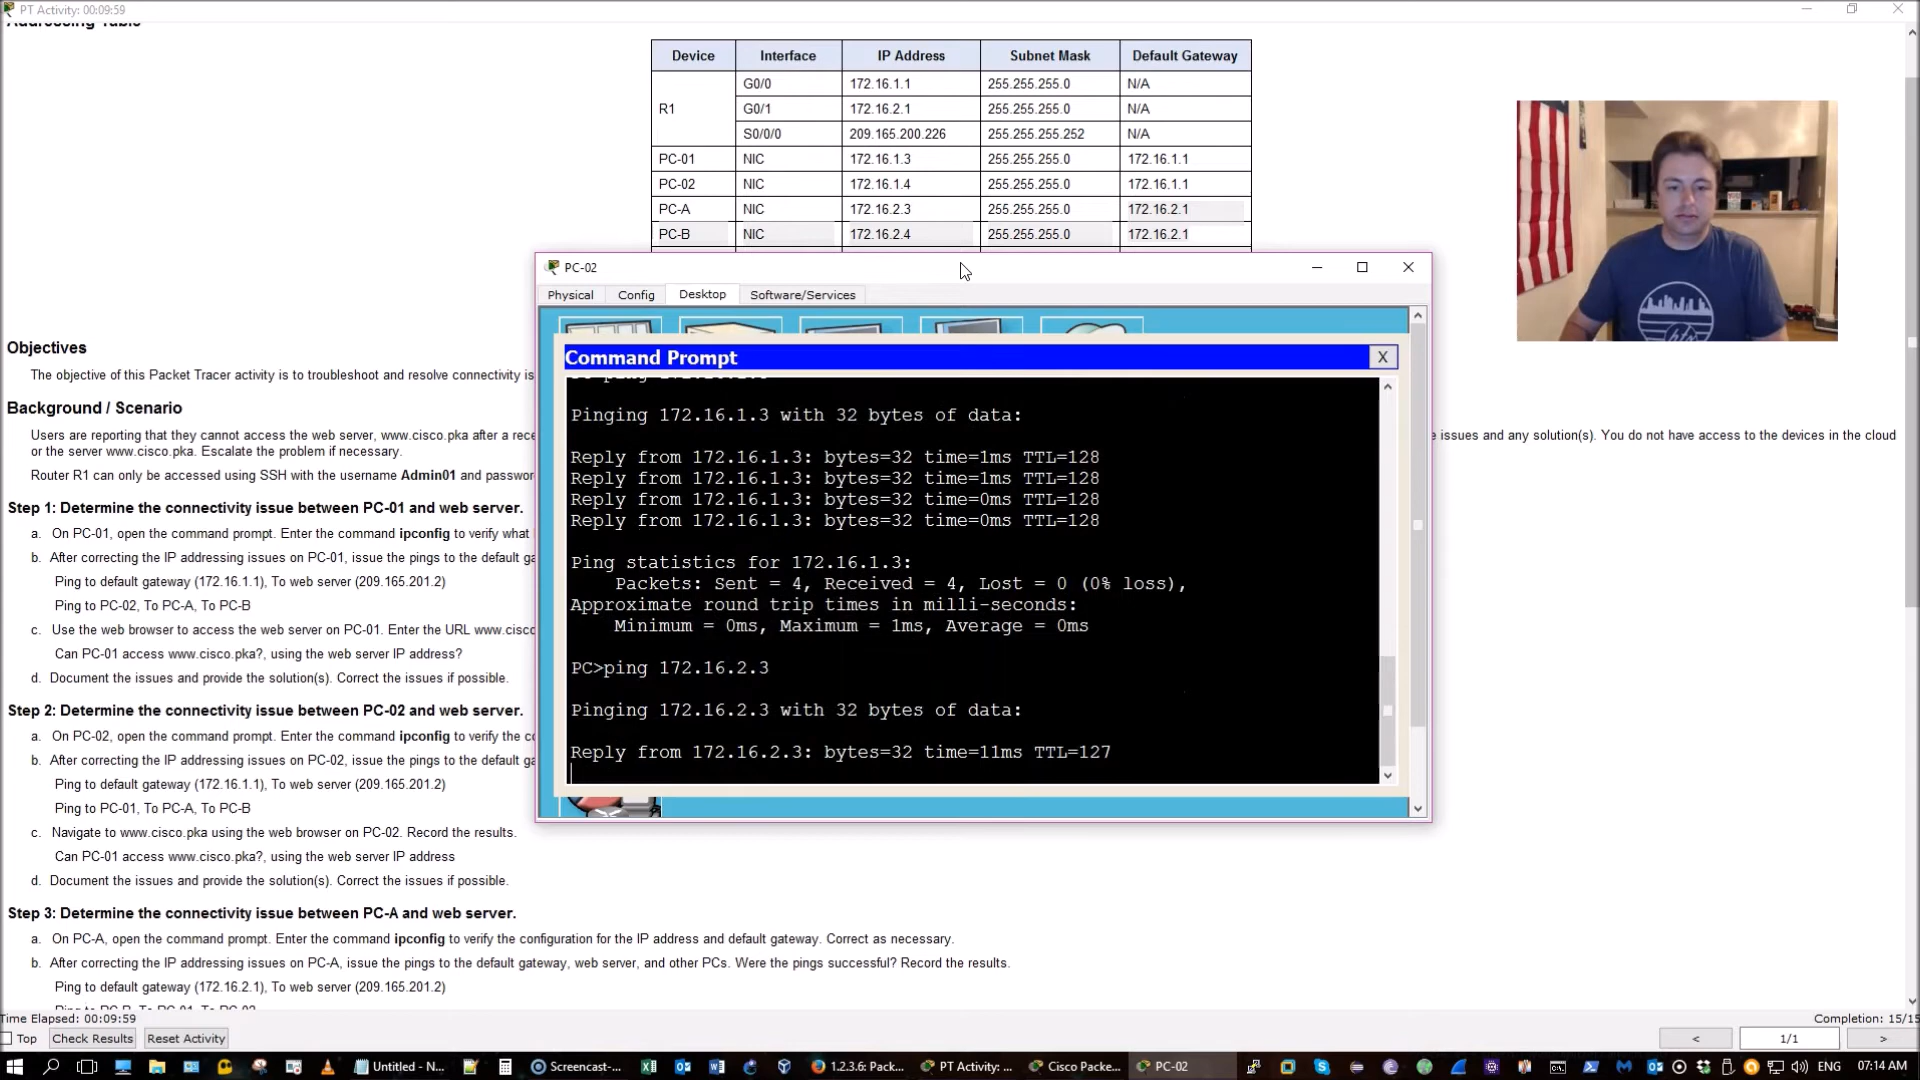 PT Activity: 00:09:59
Addressing Table
Device Interface IP Address Subnet Mask Default Gateway
R1
G0/0 172.16.1.1 255.255.255.0 N/A
G0/1 172.16.2.1 255.255.255.0 N/A
S0/0/0 209.165.200.226 255.255.255.252 N/A
PC-01 NIC 172.16.1.3 255.255.255.0 172.16.1.1
PC-02 NIC 172.16.1.4 255.255.255.0 172.16.1.1
PC-A NIC 172.16.2.3 255.255.255.0 172.16.2.1
PC-B NIC 172.16.2.4 255.255.255.0 172.16.2.1
PC-02
Physical Config Desktop Software/Services
Command Prompt X
Pinging 172.16.1.3 with 32 bytes of data:
Reply from 172.16.1.3: bytes=32 time=1ms TTL=128
Reply from 172.16.1.3: bytes=32 time=1ms TTL=128
Reply from 172.16.1.3: bytes=32 time=0ms TTL=128
Reply from 172.16.1.3: bytes=32 time=0ms TTL=128
Ping statistics for 172.16.1.3:
Packets: Sent = 4, Received = 4, Lost = 0 (0% loss),
Approximate round trip times in milli-seconds:
Minimum = 0ms, Maximum = 1ms, Average = 0ms
PC>ping 172.16.2.3
Pinging 172.16.2.3 with 32 bytes of data:
Reply from 172.16.2.3: bytes=32 time=11ms TTL=127
Objectives
The objective of this Packet Tracer activity is to troubleshoot and resolve connectivity is
Background / Scenario
Users are reporting that they cannot access the web server, www.cisco.pka after a rece
issues and any solution(s). You do not have access to the devices in the cloud
or the server www.cisco.pka. Escalate the problem if necessary.
Router R1 can only be accessed using SSH with the username Admin01 and password
Step 1: Determine the connectivity issue between PC-01 and web server.
a. On PC-01, open the command prompt. Enter the command ipconfig to verify what
b. After correcting the IP addressing issues on PC-01, issue the pings to the default ga
Ping to default gateway (172.16.1.1), To web server (209.165.201.2)
Ping to PC-02, To PC-A, To PC-B
c. Use the web browser to access the web server on PC-01. Enter the URL www.cisco
Can PC-01 access www.cisco.pka?, using the web server IP address?
d. Document the issues and provide the solution(s). Correct the issues if possible.
Step 2: Determine the connectivity issue between PC-02 and web server.
a. On PC-02, open the command prompt. Enter the command ipconfig to verify the co
b. After correcting the IP addressing issues on PC-02, issue the pings to the default ga
Ping to default gateway (172.16.1.1), To web server (209.165.201.2)
Ping to PC-01, To PC-A, To PC-B
c. Navigate to www.cisco.pka using the web browser on PC-02. Record the results.
Can PC-01 access www.cisco.pka?, using the web server IP address
d. Document the issues and provide the solution(s). Correct the issues if possible.
Step 3: Determine the connectivity issue between PC-A and web server.
a. On PC-A, open the command prompt. Enter the command ipconfig to verify the configuration for the IP address and default gateway. Correct as necessary.
b. After correcting the IP addressing issues on PC-A, issue the pings to the default gateway, web server, and other PCs. Were the pings successful? Record the results.
Ping to default gateway (172.16.2.1), To web server (209.165.201.2)
Time Elapsed: 00:09:59
Completion: 15/15
Top Check Results Reset Activity < 1/1 >
Untitled - N... Screencast-... 1.2.3.6: Pack... PT Activity: ... Cisco Packe... PC-02 ENG 07:14 AM